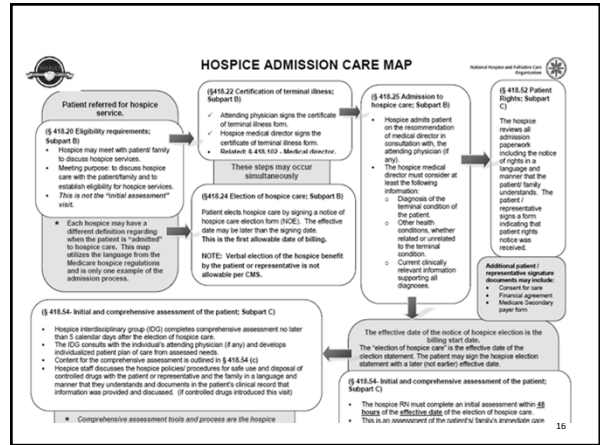 HOSPICE ADMISSION CARE MAP
National Hospice and Palliative Care
Organization
Patient referred for hospice
service.
(§ 418.20 Eligibility requirements;
Subpart B)
• Hospice may meet with patient/ family
to discuss hospice services.
• Meeting purpose: to discuss hospice
care with the patient/family and to
establish eligibility for hospice services.
• This is not the "initial assessment"
visit.
★ Each hospice may have a
different definition regarding
when the patient is "admitted"
to hospice care. This map
utilizes the language from the
Medicare hospice regulations
and is only one example of the
admission process.
(§418.22 Certification of terminal illness;
Subpart B)
✓ Attending physician signs the certificate
of terminal illness form.
✓ Hospice medical director signs the
certificate of terminal illness form.
• Related: § 418.102 - Medical director.
These steps may occur
simultaneously
(§418.24 Election of hospice care; Subpart B)
Patient elects hospice care by signing a notice of
hospice care election form (NOE). The effective
date may be later than the signing date.
This is the first allowable date of billing.
NOTE: Verbal election of the hospice benefit
by the patient or representative is not
allowable per CMS.
(§ 418.25 Admission to
hospice care; Subpart B)
• Hospice admits patient
on the recommendation
of medical director in
consultation with, the
attending physician (if
any).
• The hospice medical
director must consider at
least the following
information:
o Diagnosis of the
terminal condition of
the patient.
o Other health
conditions, whether
related or unrelated
to the terminal
condition.
o Current clinically
relevant information
supporting all
diagnoses.
(§ 418.52 Patient
Rights; Subpart
C)
The hospice
reviews all
admission
paperwork
including the notice
of rights in a
language and
manner that the
patient/ family
understands. The
patient /
representative
signs a form
indicating that
patient rights
notice was
received.
Additional patient /
representative signature
documents may include:
• Consent for care
• Financial agreement
• Medicare Secondary
payer form
The effective date of the notice of hospice election is the
billing start date.
The "election of hospice care" is the effective date of the
election statement. The patient may sign the hospice election
statement with a later (not earlier) effective date.
(§ 418.54- Initial and comprehensive assessment of the patient; Subpart C)
• Hospice interdisciplinary group (IDG) completes comprehensive assessment no later
than 5 calendar days after the election of hospice care.
• The IDG consults with the individual's attending physician (if any) and develops
individualized patient plan of care from assessed needs.
• Content for the comprehensive assessment is outlined in § 418.54 (c)
• Hospice staff discusses the hospice policies/ procedures for safe use and disposal of
controlled drugs with the patient or representative and the family in a language and
manner that they understands and documents in the patient's clinical record that
information was provided and discussed. (if controlled drugs introduced this visit)
★ Comprehensive assessment tools and process are the hospice
(§ 418.54- Initial and comprehensive assessment of the patient;
Subpart C)
• The hospice RN must complete an initial assessment within 48
hours of the effective date of the election of hospice care.
• This is an assessment of the patient's/ family's immediate care
16